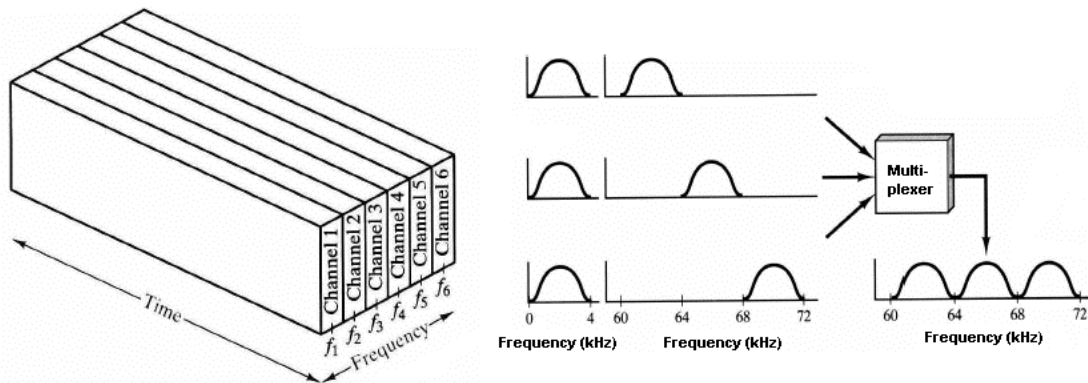 Channel 1
Channel 2
Channel 3
Channel 4
Channel 5
Channel 6
f1
f2
f3
f4
f5
f6
Time
Frequency
Multi-
plexer
0 4 60 64 68 72
Frequency (kHz) Frequency (kHz)
60 64 68 72
Frequency (kHz)